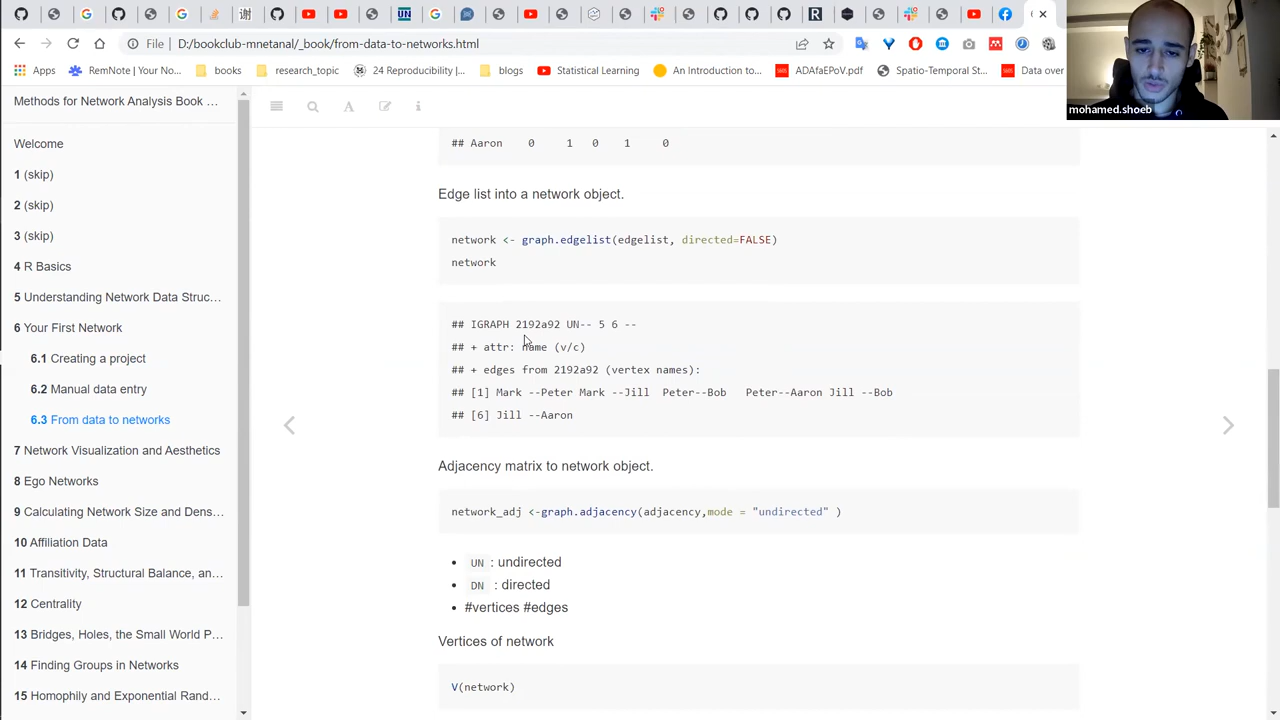 File
D:/bookclub-mnetanal/_book/from-data-to-networks.html
Apps
RemNote | Your No...
books
research_topic
24 Reproducibility |...
blogs
Statistical Learning
An Introduction to...
ADAfaEPoV.pdf
Spatio-Temporal St...
Data over
mohamed.shoeb
Methods for Network Analysis Book ...
Welcome
1 (skip)
2 (skip)
3 (skip)
4 R Basics
5 Understanding Network Data Struc...
6 Your First Network
6.1 Creating a project
6.2 Manual data entry
6.3 From data to networks
7 Network Visualization and Aesthetics
8 Ego Networks
9 Calculating Network Size and Dens...
10 Affiliation Data
11 Transitivity, Structural Balance, an...
12 Centrality
13 Bridges, Holes, the Small World P...
14 Finding Groups in Networks
15 Homophily and Exponential Rand...
## Aaron 0 1 0 1 0
Edge list into a network object.
network <- graph.edgelist(edgelist, directed=FALSE)
network
## IGRAPH 2192a92 UN-- 5 6 --
## + attr: name (v/c)
## + edges from 2192a92 (vertex names):
## [1] Mark --Peter Mark --Jill Peter--Bob Peter--Aaron Jill --Bob
## [6] Jill --Aaron
Adjacency matrix to network object.
network_adj <-graph.adjacency(adjacency,mode = "undirected" )
• UN : undirected
• DN : directed
• #vertices #edges
Vertices of network
V(network)